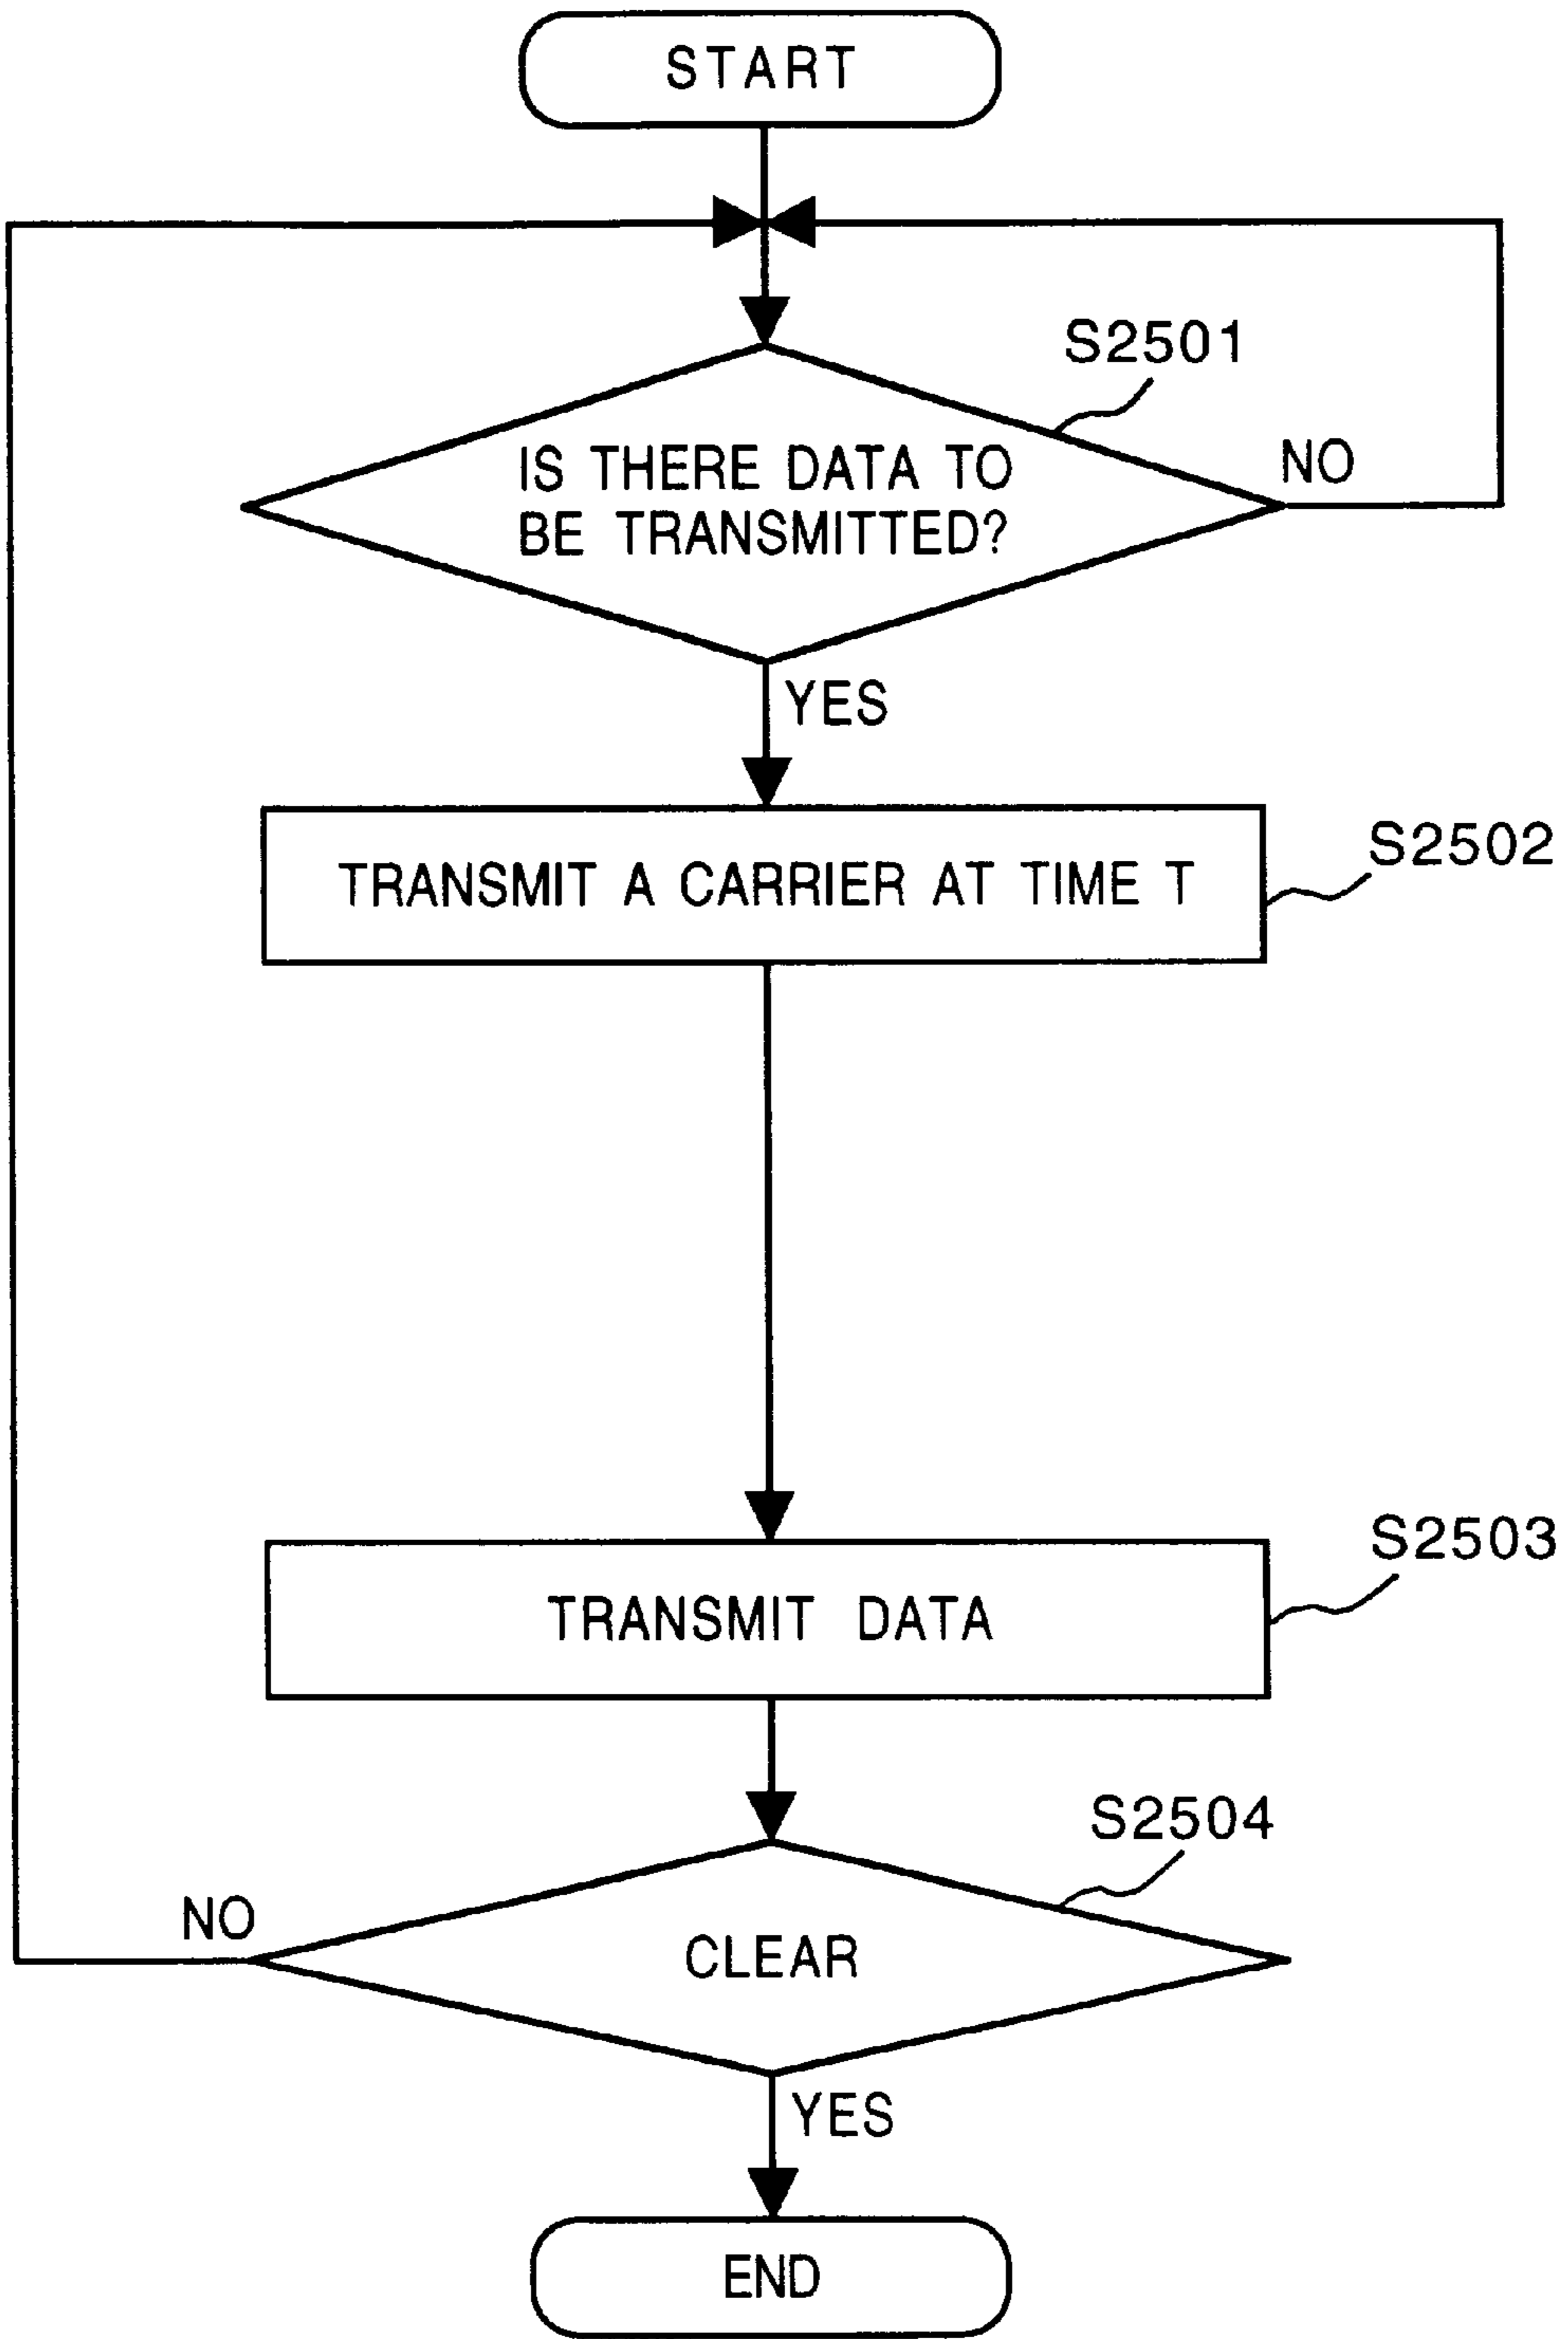 START
S2501
IS THERE DATA TO
BE TRANSMITTED?
NO
YES
TRANSMIT A CARRIER AT TIME T
S2502
TRANSMIT DATA
S2503
S2504
NO
CLEAR
YES
END